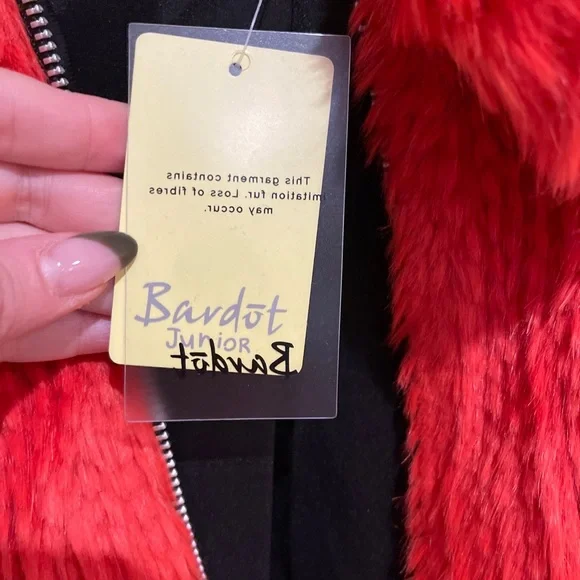 This garment contains
imitation fur. Loss of fibres
may occur.
Bardōt
Junior
Bardōt